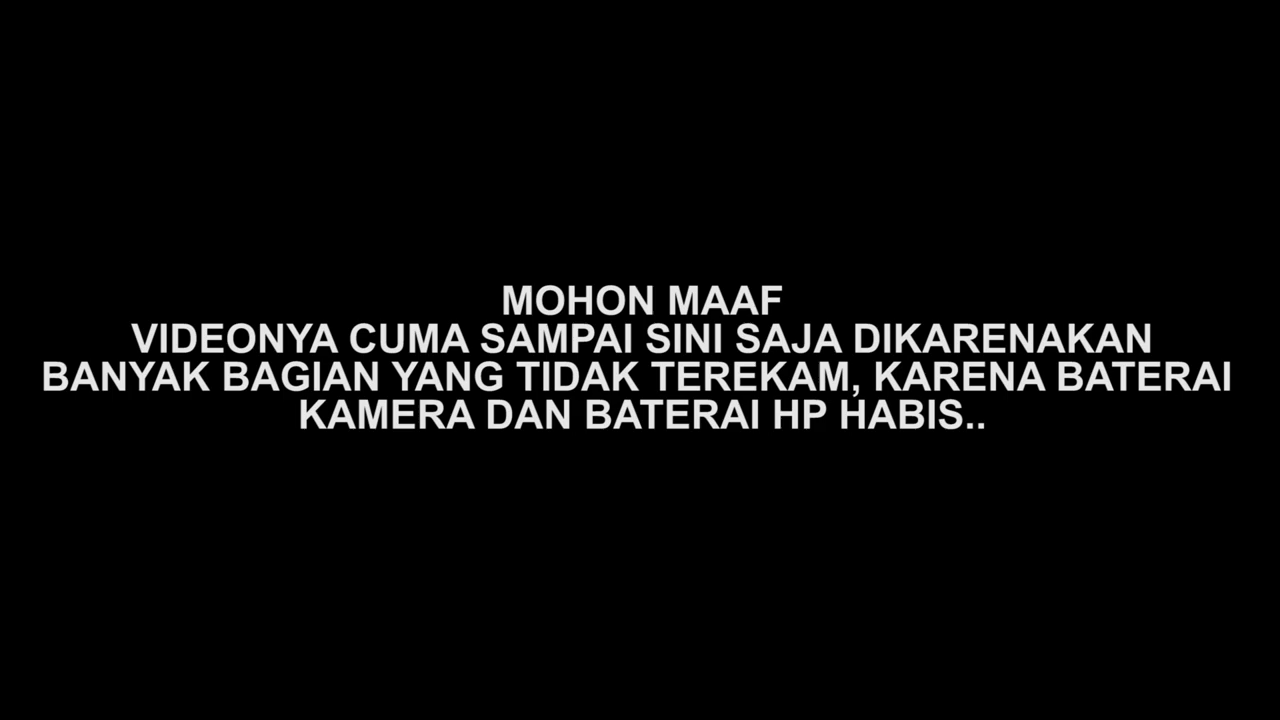 MOHON MAAF
VIDEONYA CUMA SAMPAI SINI SAJA DIKARENAKAN
BANYAK BAGIAN YANG TIDAK TEREKAM, KARENA BATERAI
KAMERA DAN BATERAI HP HABIS..